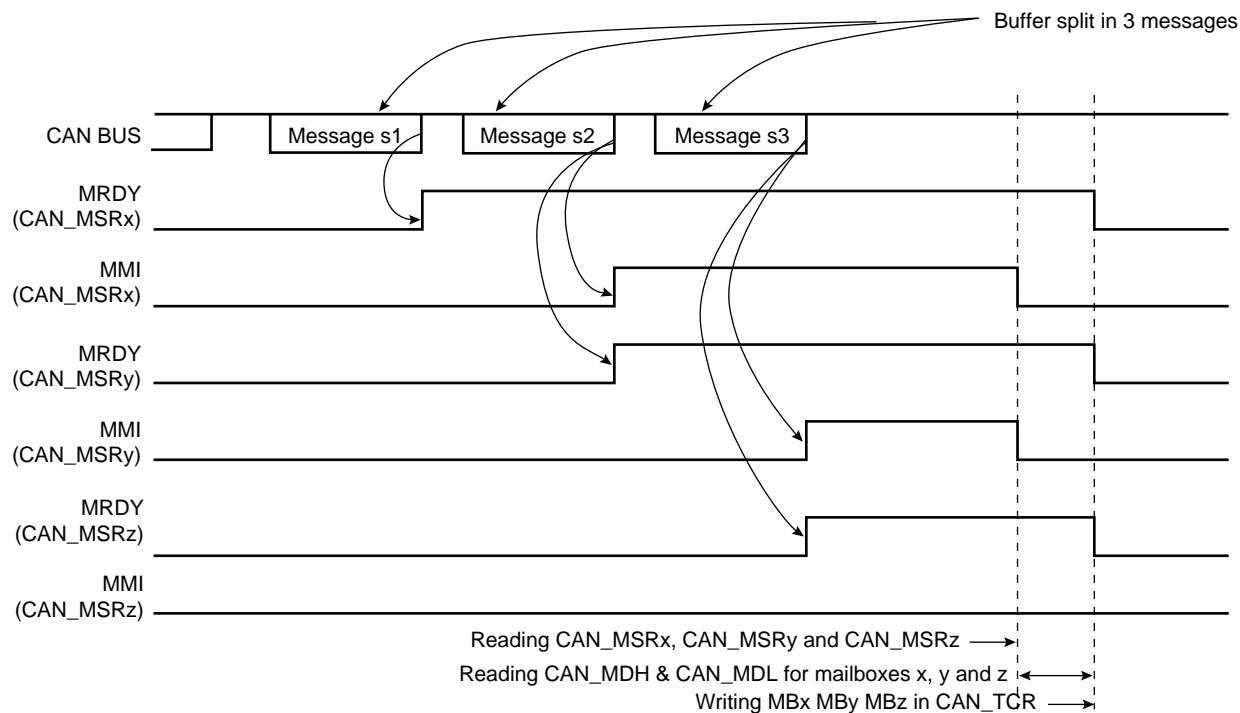 Buffer split in 3 messages
CAN BUS
Message s1
Message s2
Message s3
MRDY
(CAN_MSRx)
MMI
(CAN_MSRx)
MRDY
(CAN_MSRy)
MMI
(CAN_MSRy)
MRDY
(CAN_MSRz)
MMI
(CAN_MSRz)
Reading CAN_MSRx, CAN_MSRy and CAN_MSRz
Reading CAN_MDH & CAN_MDL for mailboxes x, y and z
Writing MBx MBy MBz in CAN_TCR